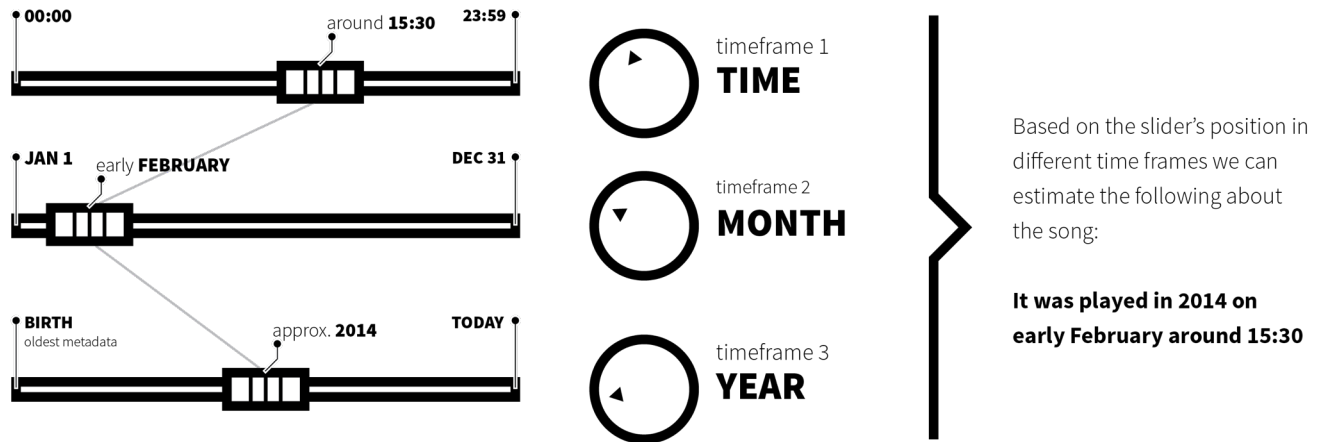 00:00
around 15:30
23:59
JAN 1
early FEBRUARY
DEC 31
BIRTH
oldest metadata
approx. 2014
TODAY
timeframe 1
TIME
timeframe 2
MONTH
timeframe 3
YEAR
Based on the slider’s position in
different time frames we can
estimate the following about
the song:
It was played in 2014 on
early February around 15:30